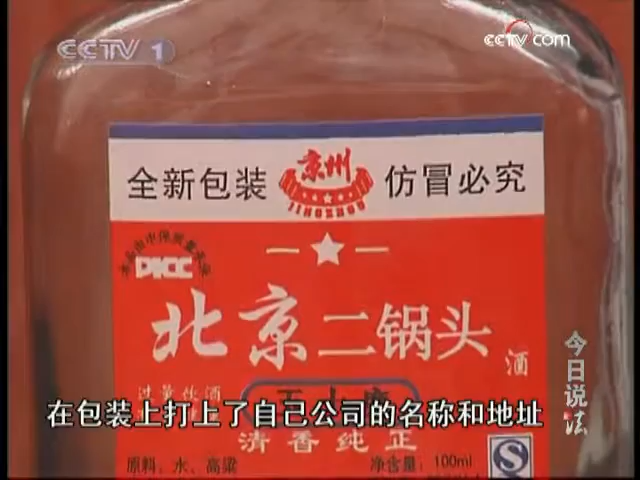 CCTV 1
CCTV.com
全新包装
京州
JINGZHOU
仿冒必究
PICC
北京二锅头
酒
今日说法
在包装上打上了自己公司的名称和地址
清香纯正
原料：水、高粱
净含量：100ml
S